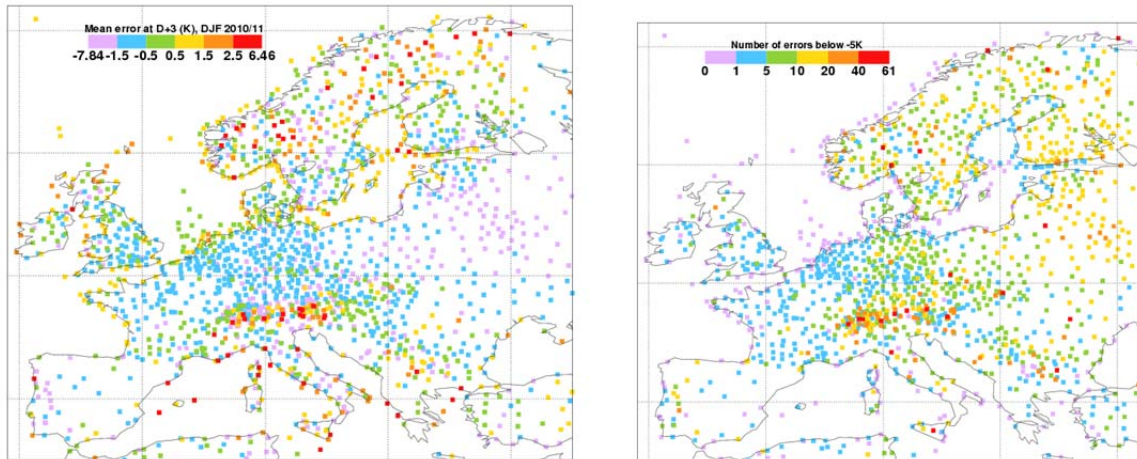 Mean error at D+3 (K), DJF 2010/11
-7.84 -1.5 -0.5 0.5 1.5 2.5 6.46
Number of errors below -5K
0 1 5 10 20 40 61